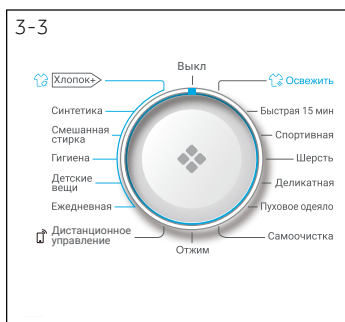 3-3
Выкл
Хлопок+
Освежить
Синтетика
Быстрая 15 мин
Смешанная
стирка
Спортивная
Гигиена
Шерсть
Детские
вещи
Деликатная
Ежедневная
Пуховое одеяло
Дистанционное
управление
Самоочистка
Отжим